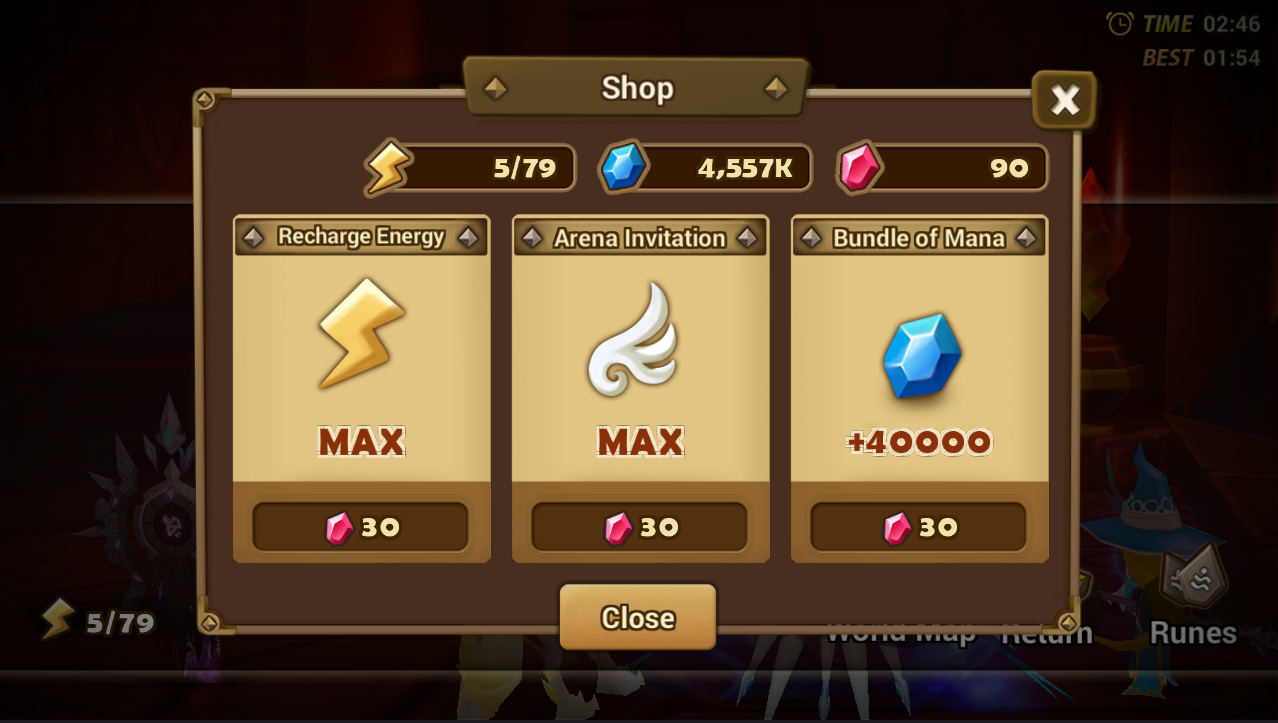 TIME 02:46
BEST 01:54
Shop
5/79 4,557K 90
Recharge Energy
MAX
30
Arena Invitation
MAX
30
Bundle of Mana
+40000
30
Close
5/79
World Map Return Runes